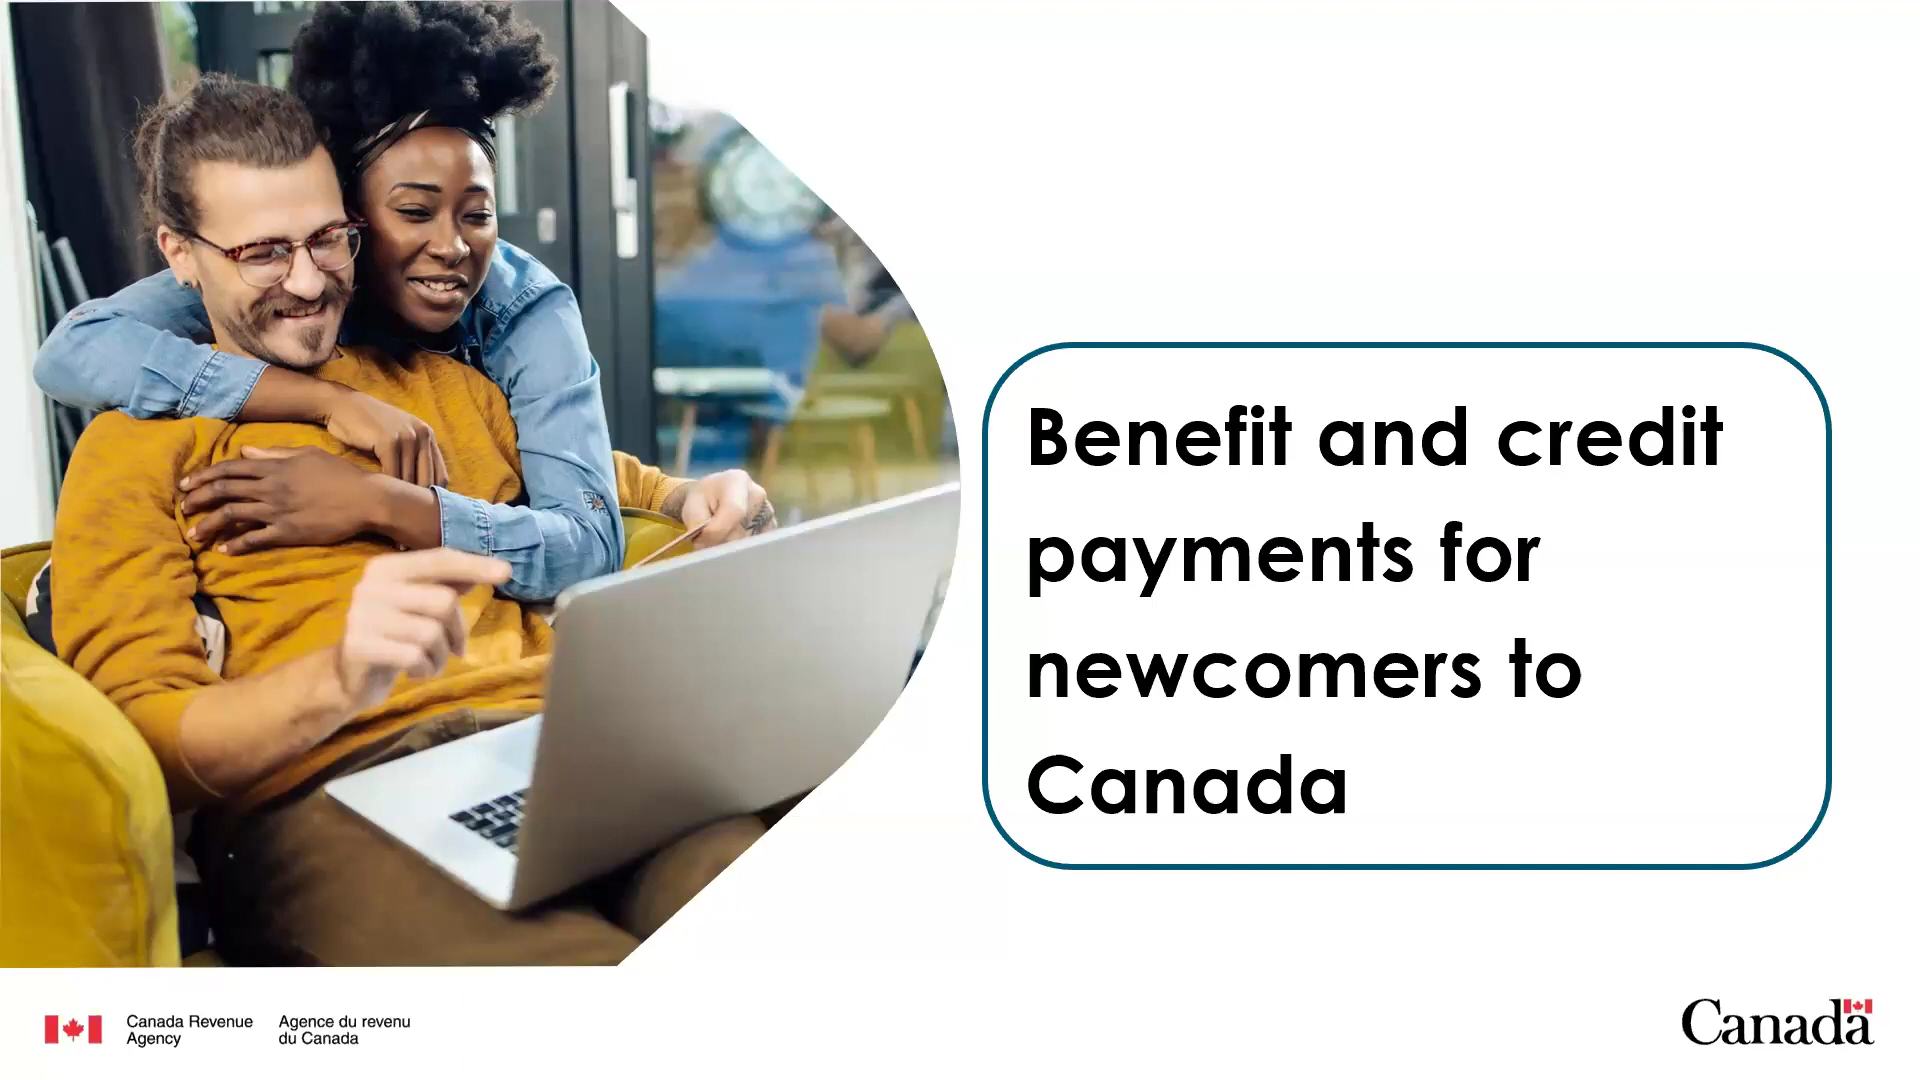 Benefit and credit
payments for
newcomers to
Canada
Canada Revenue
Agency
Agence du revenu
du Canada
Canada